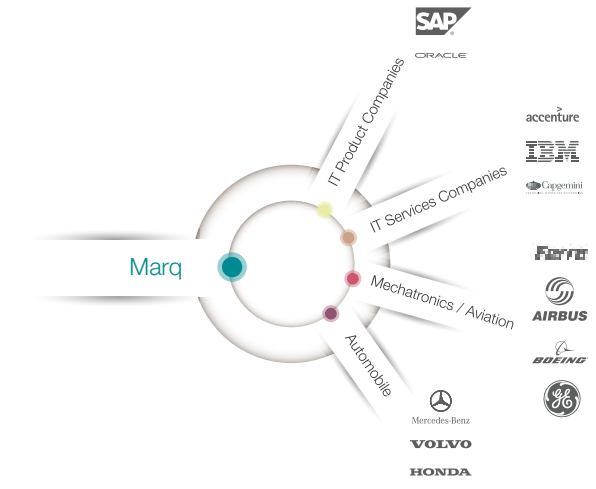 SAP
ORACLE
IT Product Companies
accenture
IBM
Capgemini
IT Services Companies
Marq
Mechatronics / Aviation
AIRBUS
BOEING
GE
Automobile
Mercedes-Benz
VOLVO
HONDA